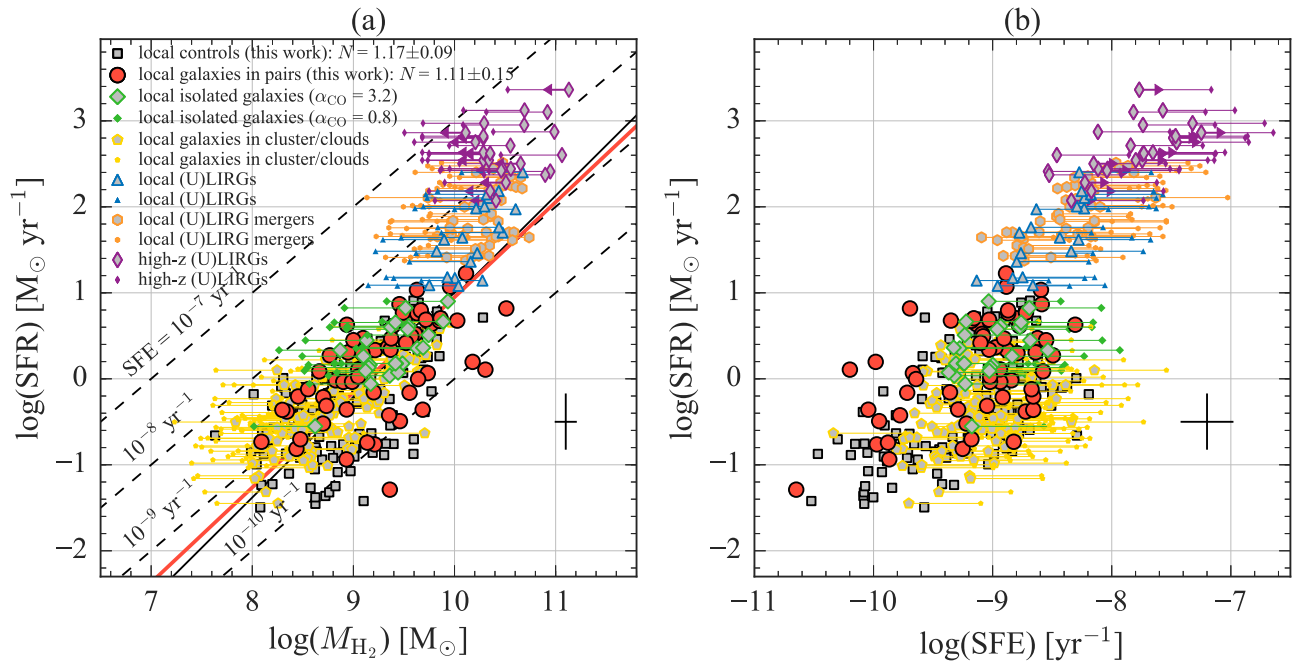 (a)
local controls (this work): N = 1.17±0.09
local galaxies in pairs (this work): N = 1.11±0.15
local isolated galaxies (α_CO = 3.2)
local isolated galaxies (α_CO = 0.8)
local galaxies in cluster/clouds
local galaxies in cluster/clouds
local (U)LIRGs
local (U)LIRGs
local (U)LIRG mergers
local (U)LIRG mergers
high-z (U)LIRGs
high-z (U)LIRGs
SFE = 10⁻⁷ yr⁻¹
10⁻⁸ yr⁻¹
10⁻⁹ yr⁻¹
10⁻¹⁰ yr⁻¹
log(SFR) [M⊙ yr⁻¹]
3
2
1
0
−1
−2
7 8 9 10 11
log(M_H₂) [M⊙]
(b)
log(SFR) [M⊙ yr⁻¹]
3
2
1
0
−1
−2
−11 −10 −9 −8 −7
log(SFE) [yr⁻¹]